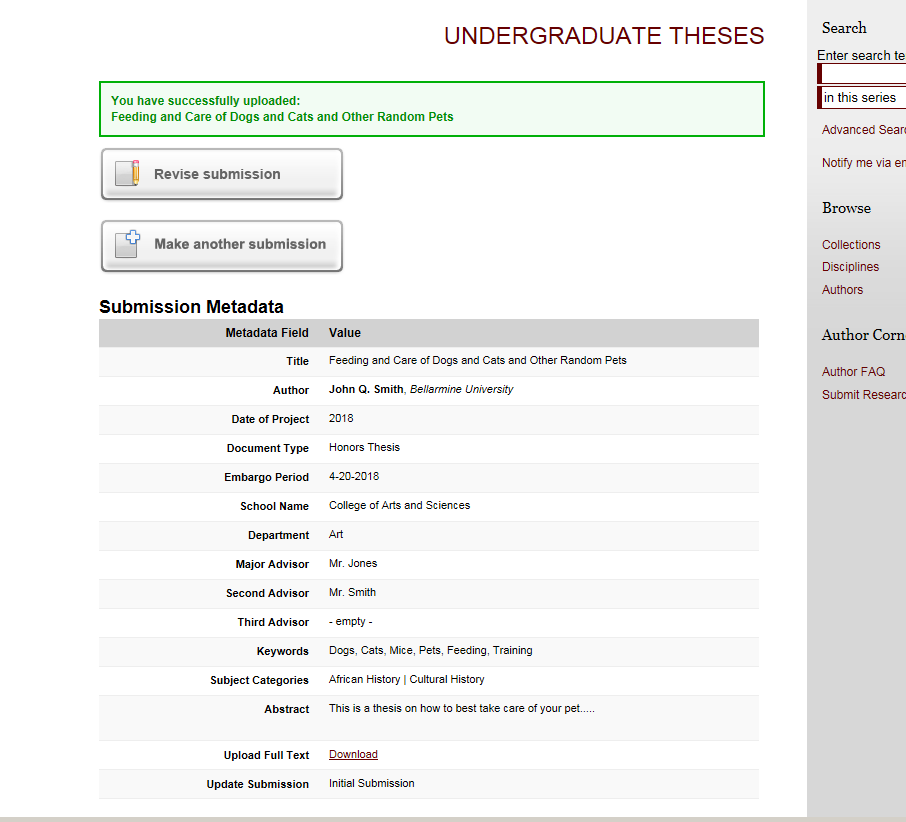 UNDERGRADUATE THESES
You have successfully uploaded:
Feeding and Care of Dogs and Cats and Other Random Pets
Revise submission
Make another submission
Submission Metadata
Metadata Field Value
Title Feeding and Care of Dogs and Cats and Other Random Pets
Author John Q. Smith, Bellarmine University
Date of Project 2018
Document Type Honors Thesis
Embargo Period 4-20-2018
School Name College of Arts and Sciences
Department Art
Major Advisor Mr. Jones
Second Advisor Mr. Smith
Third Advisor - empty -
Keywords Dogs, Cats, Mice, Pets, Feeding, Training
Subject Categories African History | Cultural History
Abstract This is a thesis on how to best take care of your pet.....
Upload Full Text Download
Update Submission Initial Submission
Search
Enter search te
in this series
Advanced Sear
Notify me via en
Browse
Collections
Disciplines
Authors
Author Corn
Author FAQ
Submit Researc